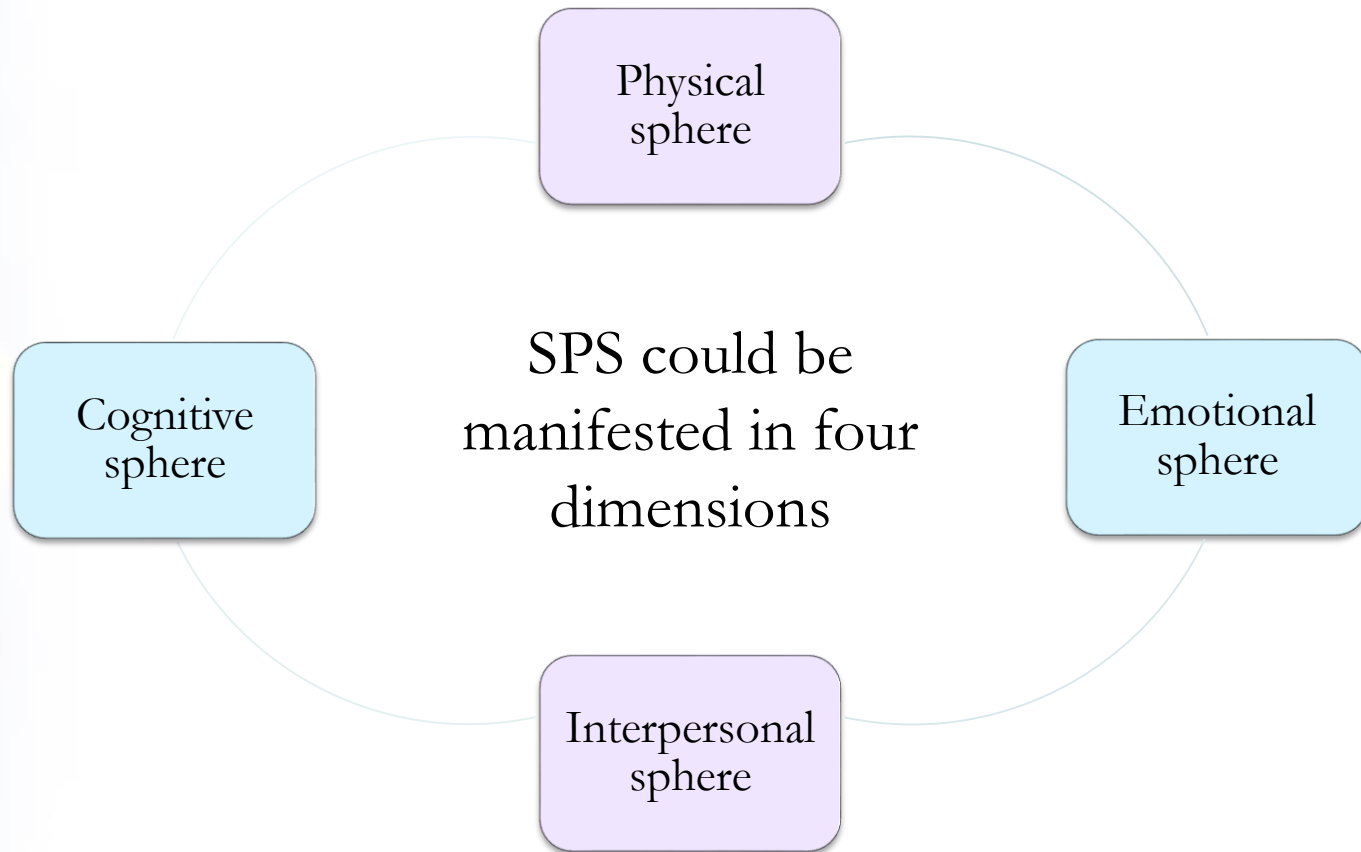 Physical
sphere
SPS could be
manifested in four
dimensions
Cognitive
sphere
Emotional
sphere
Interpersonal
sphere